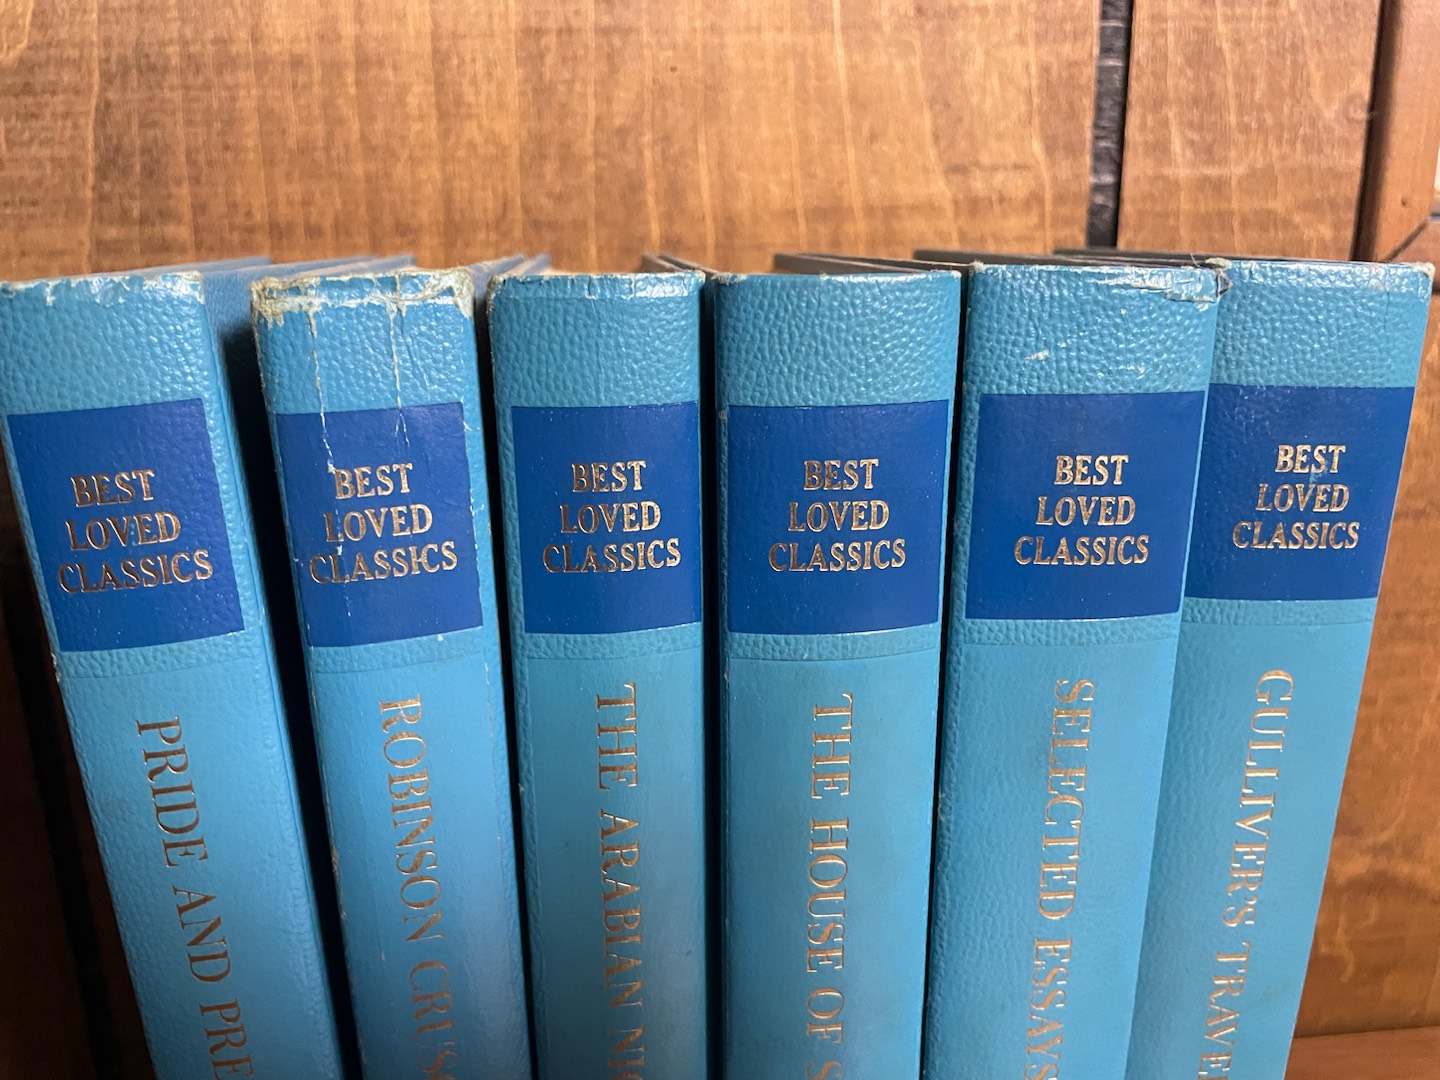 BEST
LOVED
CLASSICS
PRIDE AND PRE
BEST
LOVED
CLASSICS
ROBINSON CRUS
BEST
LOVED
CLASSICS
THE ARABIAN NIG
BEST
LOVED
CLASSICS
THE HOUSE OF S
BEST
LOVED
CLASSICS
SELECTED ESSAYS
BEST
LOVED
CLASSICS
GULLIVER'S TRAVE